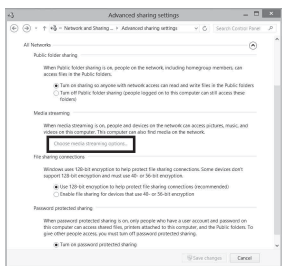 Advanced sharing settings
Network and Sharing... Advanced sharing settings
Search Control Panel
All Networks
Public folder sharing
When Public folder sharing is on, people on the network, including homegroup members, can
access files in the Public folders.
Turn on sharing so anyone with network access can read and write files in the Public folders
Turn off Public folder sharing (people logged on to this computer can still access these
folders)
Media streaming
When media streaming is on, people and devices on the network can access pictures, music, and
videos on this computer. This computer can also find media on the network.
Choose media streaming options...
File sharing connections
Windows uses 128-bit encryption to help protect file sharing connections. Some devices don't
support 128-bit encryption and must use 40- or 56-bit encryption.
Use 128-bit encryption to help protect file sharing connections (recommended)
Enable file sharing for devices that use 40- or 56-bit encryption
Password protected sharing
When password protected sharing is on, only people who have a user account and password on
this computer can access shared files, printers attached to this computer, and the Public folders. To
give other people access, you must turn off password protected sharing.
Turn on password protected sharing
Save changes
Cancel